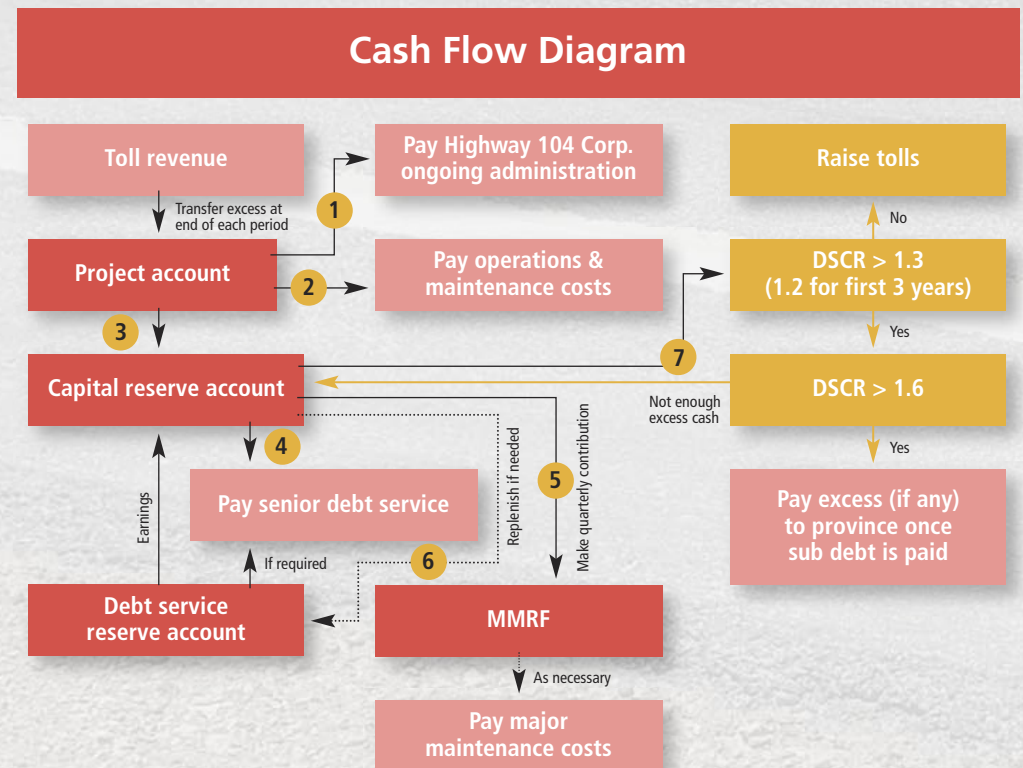 Cash Flow Diagram
Toll revenue
Transfer excess at
end of each period
1
Pay Highway 104 Corp.
ongoing administration
Raise tolls
No
Project account
2
Pay operations &
maintenance costs
DSCR > 1.3
(1.2 for first 3 years)
Yes
3
7
Capital reserve account
Not enough
excess cash
DSCR > 1.6
Yes
4
Pay senior debt service
Replenish if needed
5
Make quarterly contribution
Pay excess (if any)
to province once
sub debt is paid
Earnings
If required
6
Debt service
reserve account
MMRF
As necessary
Pay major
maintenance costs